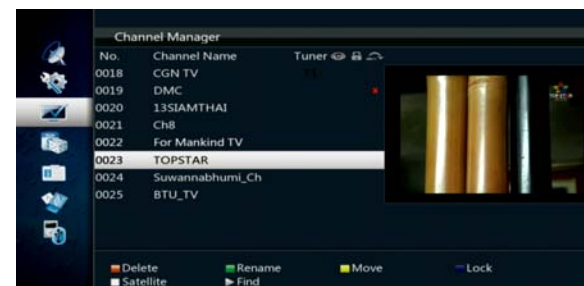 Channel Manager
No. Channel Name Tuner
0018 CGN TV
0019 DMC
0020 13SIAMTHAI
0021 Ch8
0022 For Mankind TV
0023 TOPSTAR
0024 Suwannabhumi_Ch
0025 BTU_TV
Delete Rename Move Lock
Satellite Find